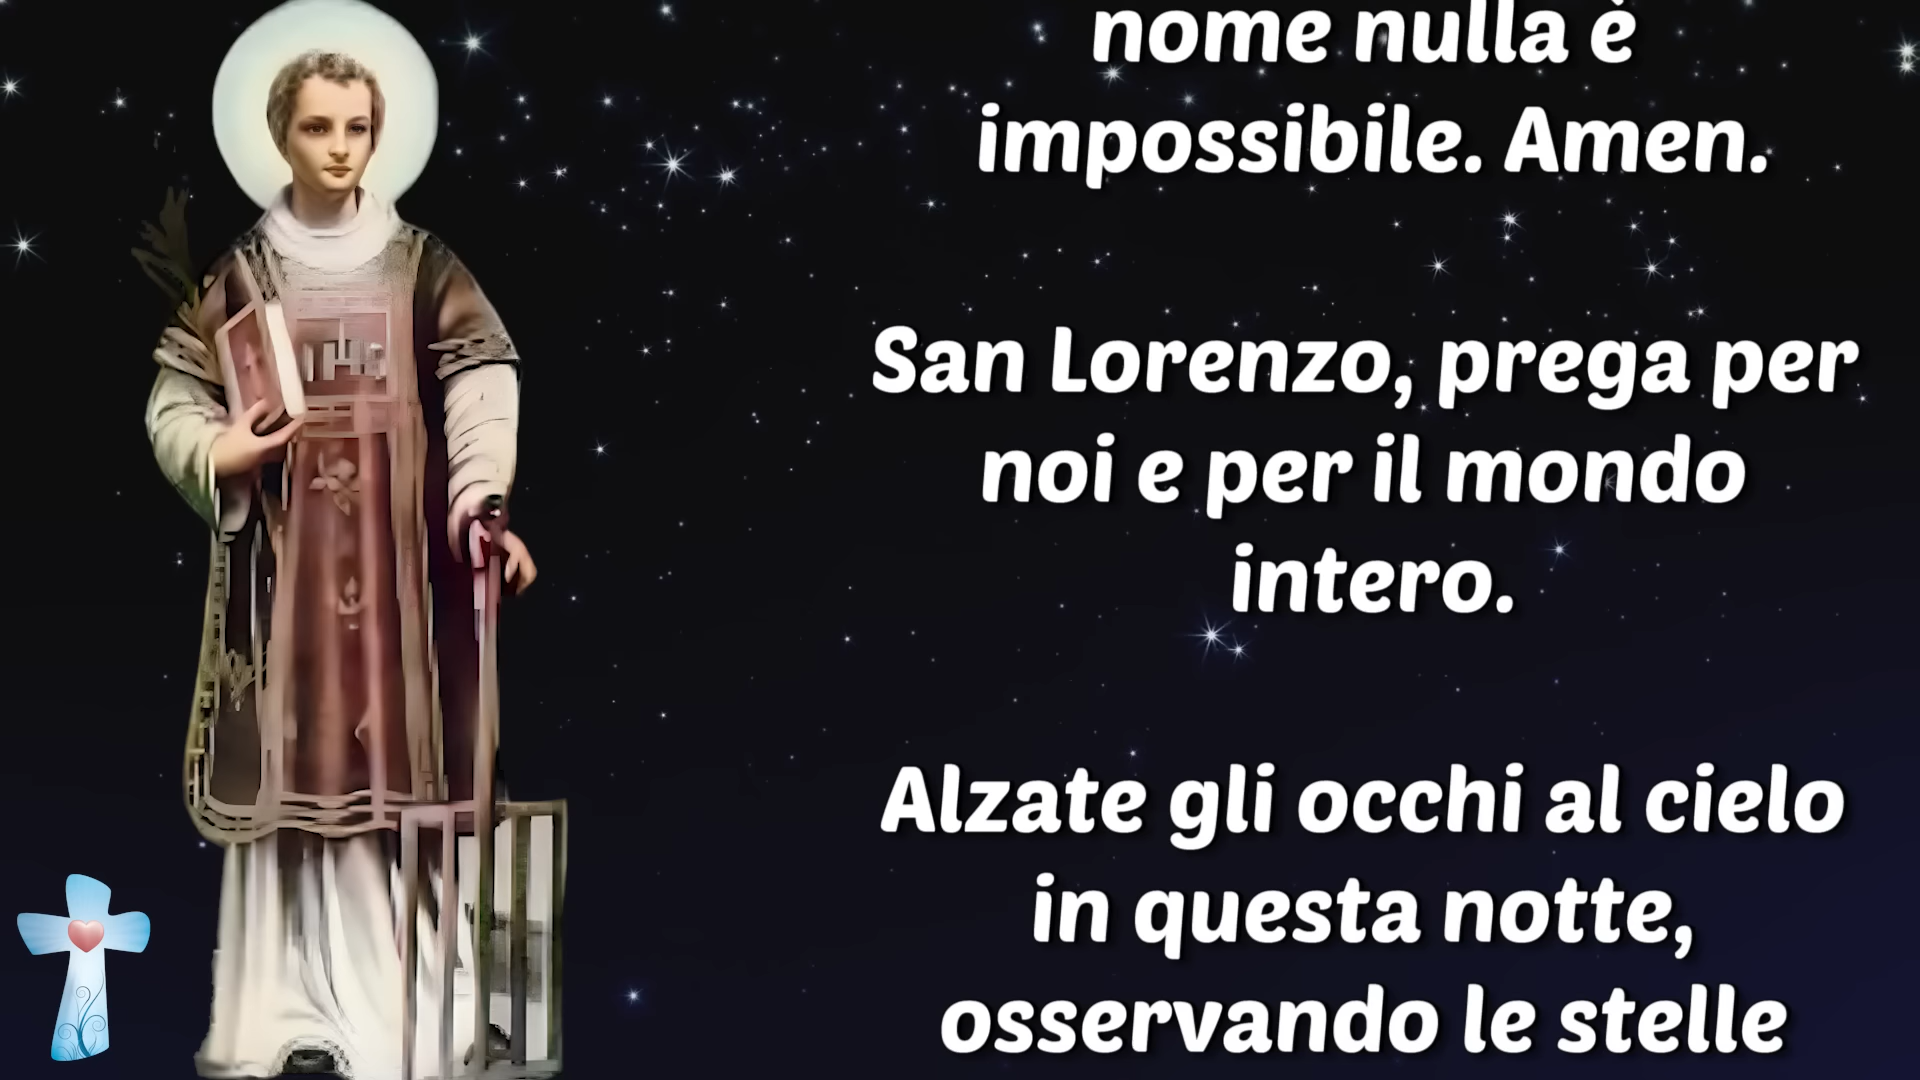 nome nulla è
impossibile. Amen.
San Lorenzo, prega per
noi e per il mondo
intero.
Alzate gli occhi al cielo
in questa notte,
osservando le stelle